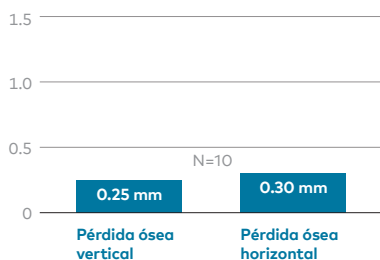 1.5
1.0
0.5
N=10
0.25 mm
0.30 mm
0
Pérdida ósea
vertical
Pérdida ósea
horizontal